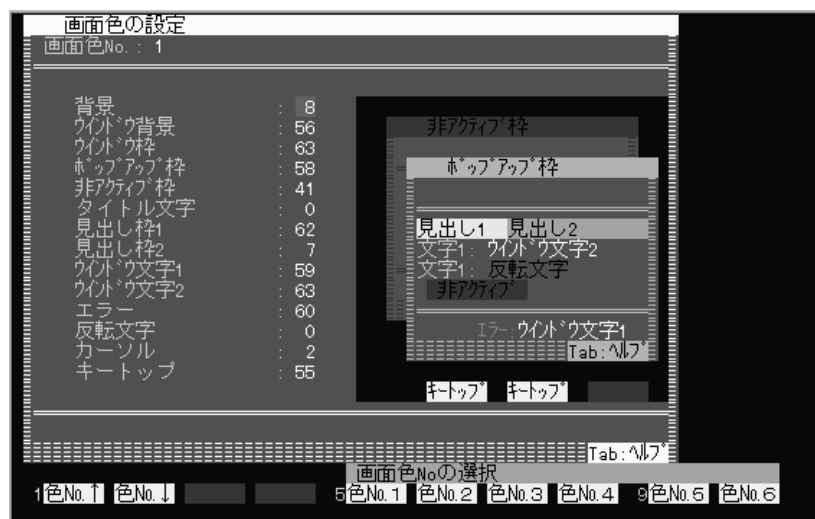 画面色の設定
画面色No.: 1
背景 : 8
ｳｲﾝﾄﾞｳ背景 : 56
ｳｲﾝﾄﾞｳ枠 : 63
ﾎﾟｯﾌﾟｱｯﾌﾟ枠 : 58
非ｱｸﾃｨﾌﾞ枠 : 41
タイトル文字 : 0
見出し枠1 : 62
見出し枠2 : 7
ｳｲﾝﾄﾞｳ文字1 : 59
ｳｲﾝﾄﾞｳ文字2 : 63
エラー : 60
反転文字 : 0
カーソル : 2
キートップ : 55
非ｱｸﾃｨﾌﾞ枠
ﾎﾟｯﾌﾟｱｯﾌﾟ枠
見出し1 見出し2
文字1: ｳｲﾝﾄﾞｳ文字2
文字1: 反転文字
非ｱｸﾃｨﾌﾞ
ｴﾗｰ:ｳｲﾝﾄﾞｳ文字1
Tab:ﾍﾙﾌﾟ
ｷｰﾄｯﾌﾟ ｷｰﾄｯﾌﾟ
Tab:ﾍﾙﾌﾟ
画面色Noの選択
1色No.↑ 色No.↓ 5色No.1 色No.2 色No.3 色No.4 9色No.5 色No.6